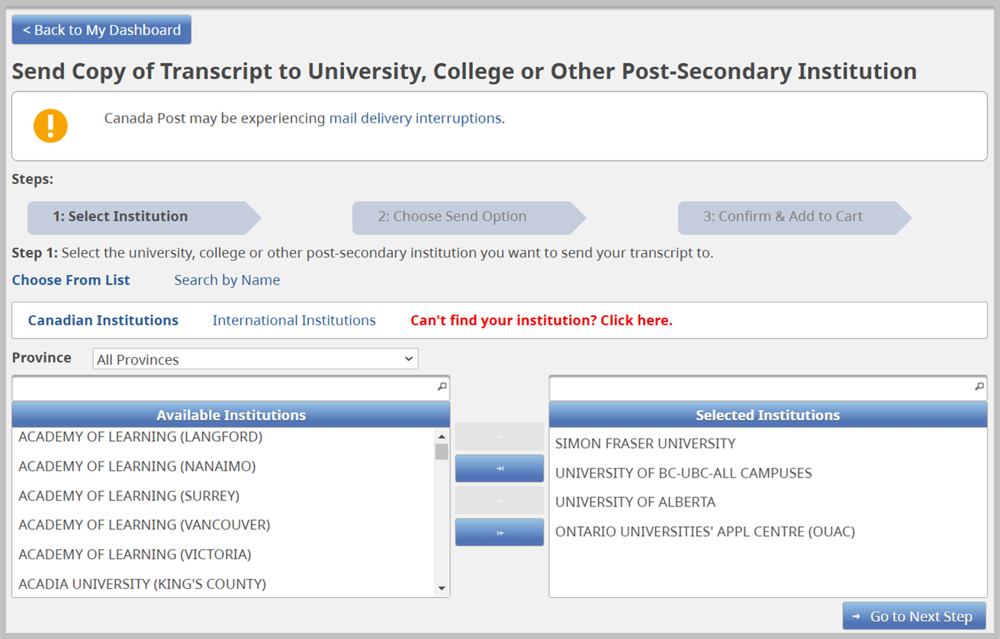 < Back to My Dashboard
Send Copy of Transcript to University, College or Other Post-Secondary Institution
Canada Post may be experiencing mail delivery interruptions.
Steps:
1: Select Institution
2: Choose Send Option
3: Confirm & Add to Cart
Step 1: Select the university, college or other post-secondary institution you want to send your transcript to.
Choose From List
Search by Name
Canadian Institutions
International Institutions
Can't find your institution? Click here.
Province
All Provinces
Available Institutions
ACADEMY OF LEARNING (LANGFORD)
ACADEMY OF LEARNING (NANAIMO)
ACADEMY OF LEARNING (SURREY)
ACADEMY OF LEARNING (VANCOUVER)
ACADEMY OF LEARNING (VICTORIA)
ACADIA UNIVERSITY (KING'S COUNTY)
Selected Institutions
SIMON FRASER UNIVERSITY
UNIVERSITY OF BC-UBC-ALL CAMPUSES
UNIVERSITY OF ALBERTA
ONTARIO UNIVERSITIES' APPL CENTRE (OUAC)
Go to Next Step